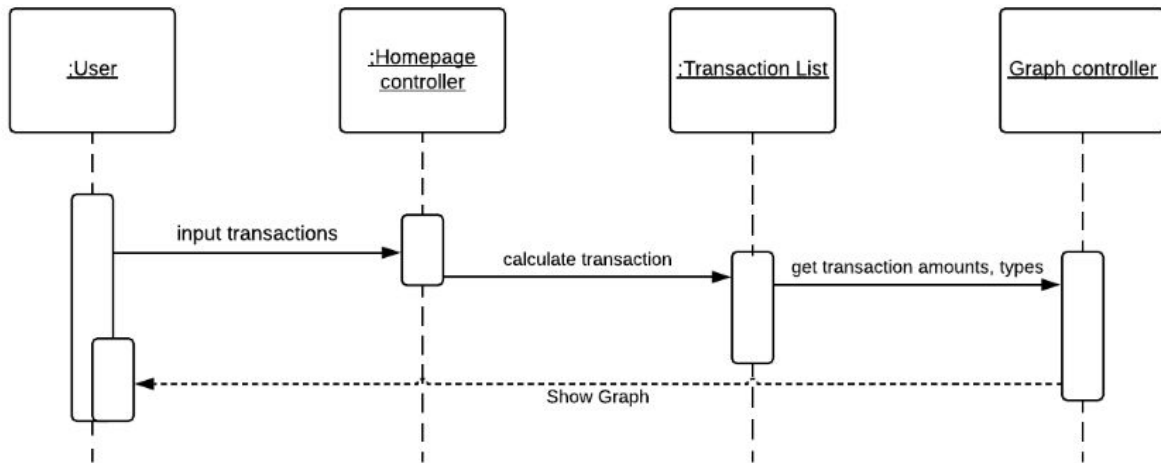 :User
:Homepage
controller
:Transaction List
Graph controller
input transactions
calculate transaction
get transaction amounts, types
Show Graph